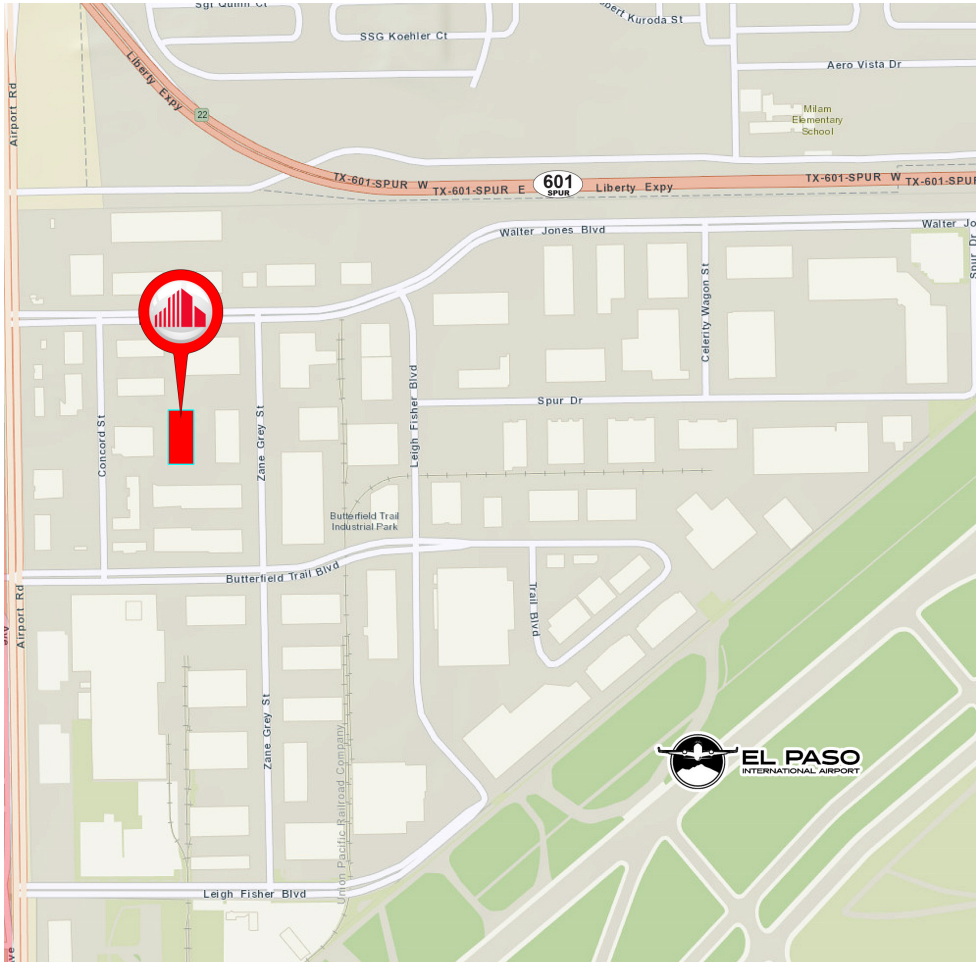 Sgt Quinn Ct
SSG Koehler Ct
Kuroda St
Aero Vista Dr
Airport Rd
Liberty Expy
22
Milam
Elementary
School
TX-601-SPUR W
TX-601-SPUR E
601
SPUR
Liberty Expy
TX-601-SPUR W
TX-601-SPUR
Walter Jones Blvd
Walter Jo
Spur Dr
Celerity Wagon St
Spur Dr
Leigh Fisher Blvd
Concord St
Zane Grey St
Butterfield Trail
Industrial Park
Butterfield Trail Blvd
Trail Blvd
Airport Rd
Zane Grey St
Union Pacific Railroad Company
EL PASO
INTERNATIONAL AIRPORT
Leigh Fisher Blvd